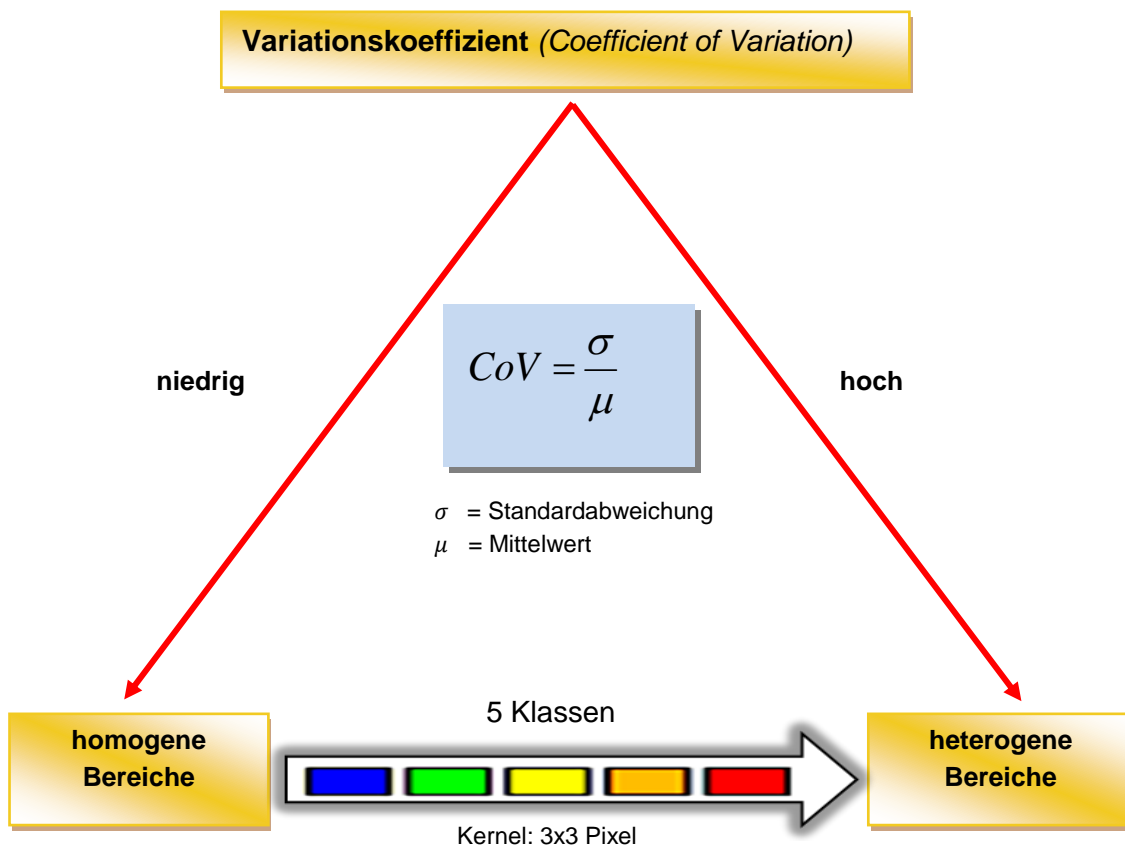 Variationskoeffizient (Coefficient of Variation)
niedrig
hoch
CoV = σ/μ
σ = Standardabweichung
μ = Mittelwert
5 Klassen
homogene
Bereiche
heterogene
Bereiche
Kernel: 3x3 Pixel